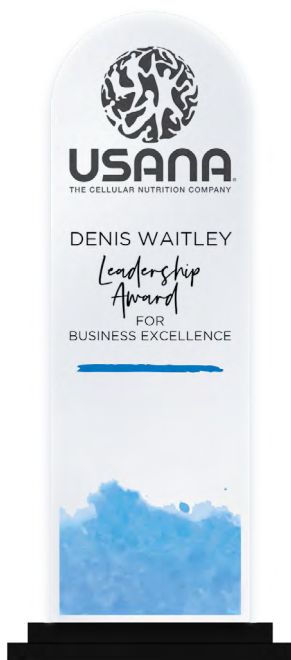 USANA®
THE CELLULAR NUTRITION COMPANY
DENIS WAITLEY
Leadership
Award
FOR
BUSINESS EXCELLENCE